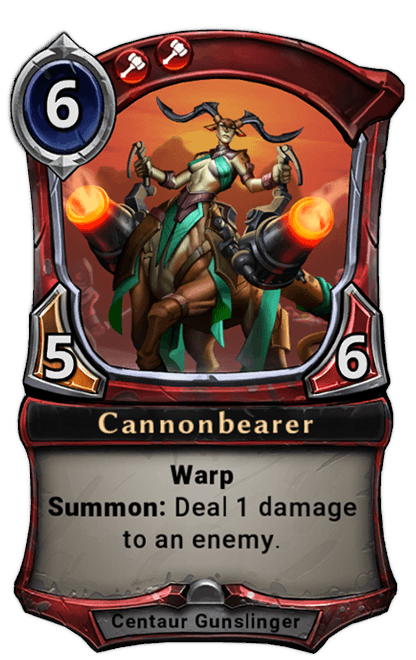 6
5
6
Cannonbearer
Warp
Summon: Deal 1 damage
to an enemy.
Centaur Gunslinger